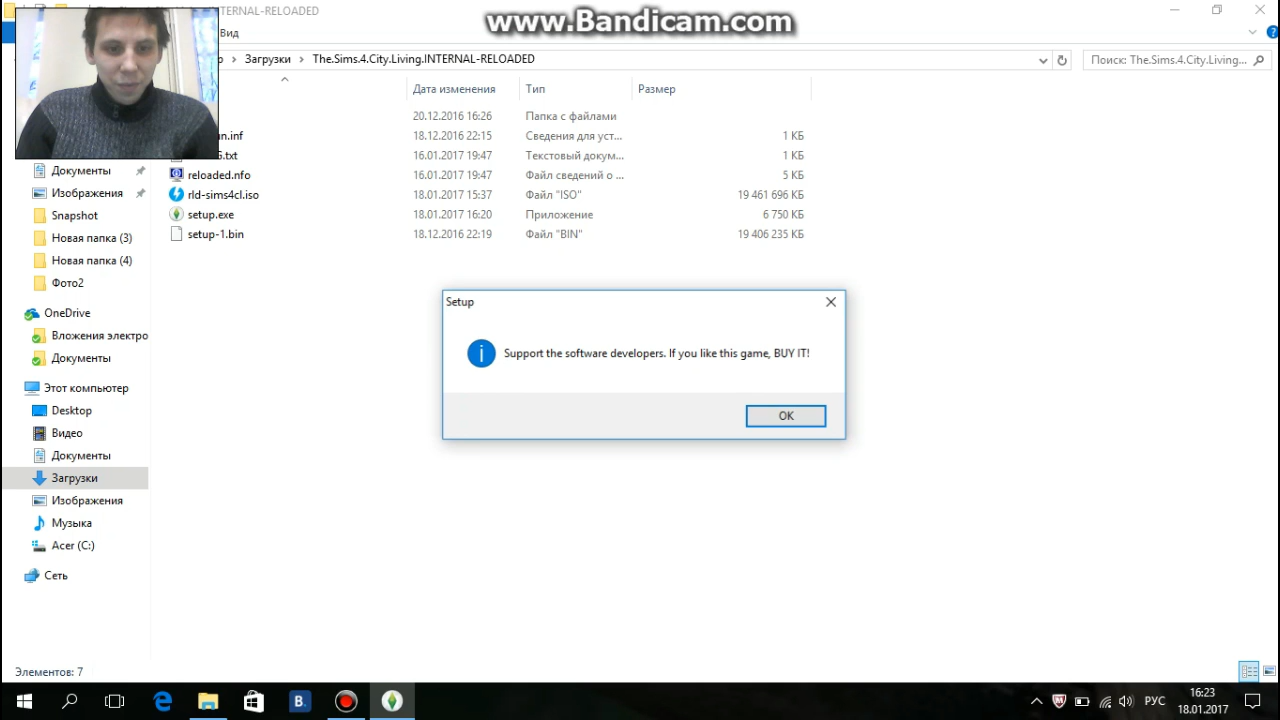 TERNAL-RELOADED
www.Bandicam.com
Вид
Загрузки > The.Sims.4.City.Living.INTERNAL-RELOADED
Поиск: The.Sims.4.City.Living....
Дата изменения Тип Размер
20.12.2016 16:26 Папка с файлами
un.inf 18.12.2016 22:15 Сведения для уст... 1 КБ
.txt 16.01.2017 19:47 Текстовый докум... 1 КБ
reloaded.nfo 16.01.2017 19:47 Файл сведений о ... 5 КБ
rld-sims4cl.iso 18.01.2017 15:37 Файл "ISO" 19 461 696 КБ
setup.exe 18.01.2017 16:20 Приложение 6 750 КБ
setup-1.bin 18.12.2016 22:19 Файл "BIN" 19 406 235 КБ
Документы
Изображения
Snapshot
Новая папка (3)
Новая папка (4)
Фото2
OneDrive
Вложения электро
Документы
Этот компьютер
Desktop
Видео
Документы
Загрузки
Изображения
Музыка
Acer (C:)
Сеть
Setup
Support the software developers. If you like this game, BUY IT!
OK
Элементов: 7
B.
РУС
16:23
18.01.2017